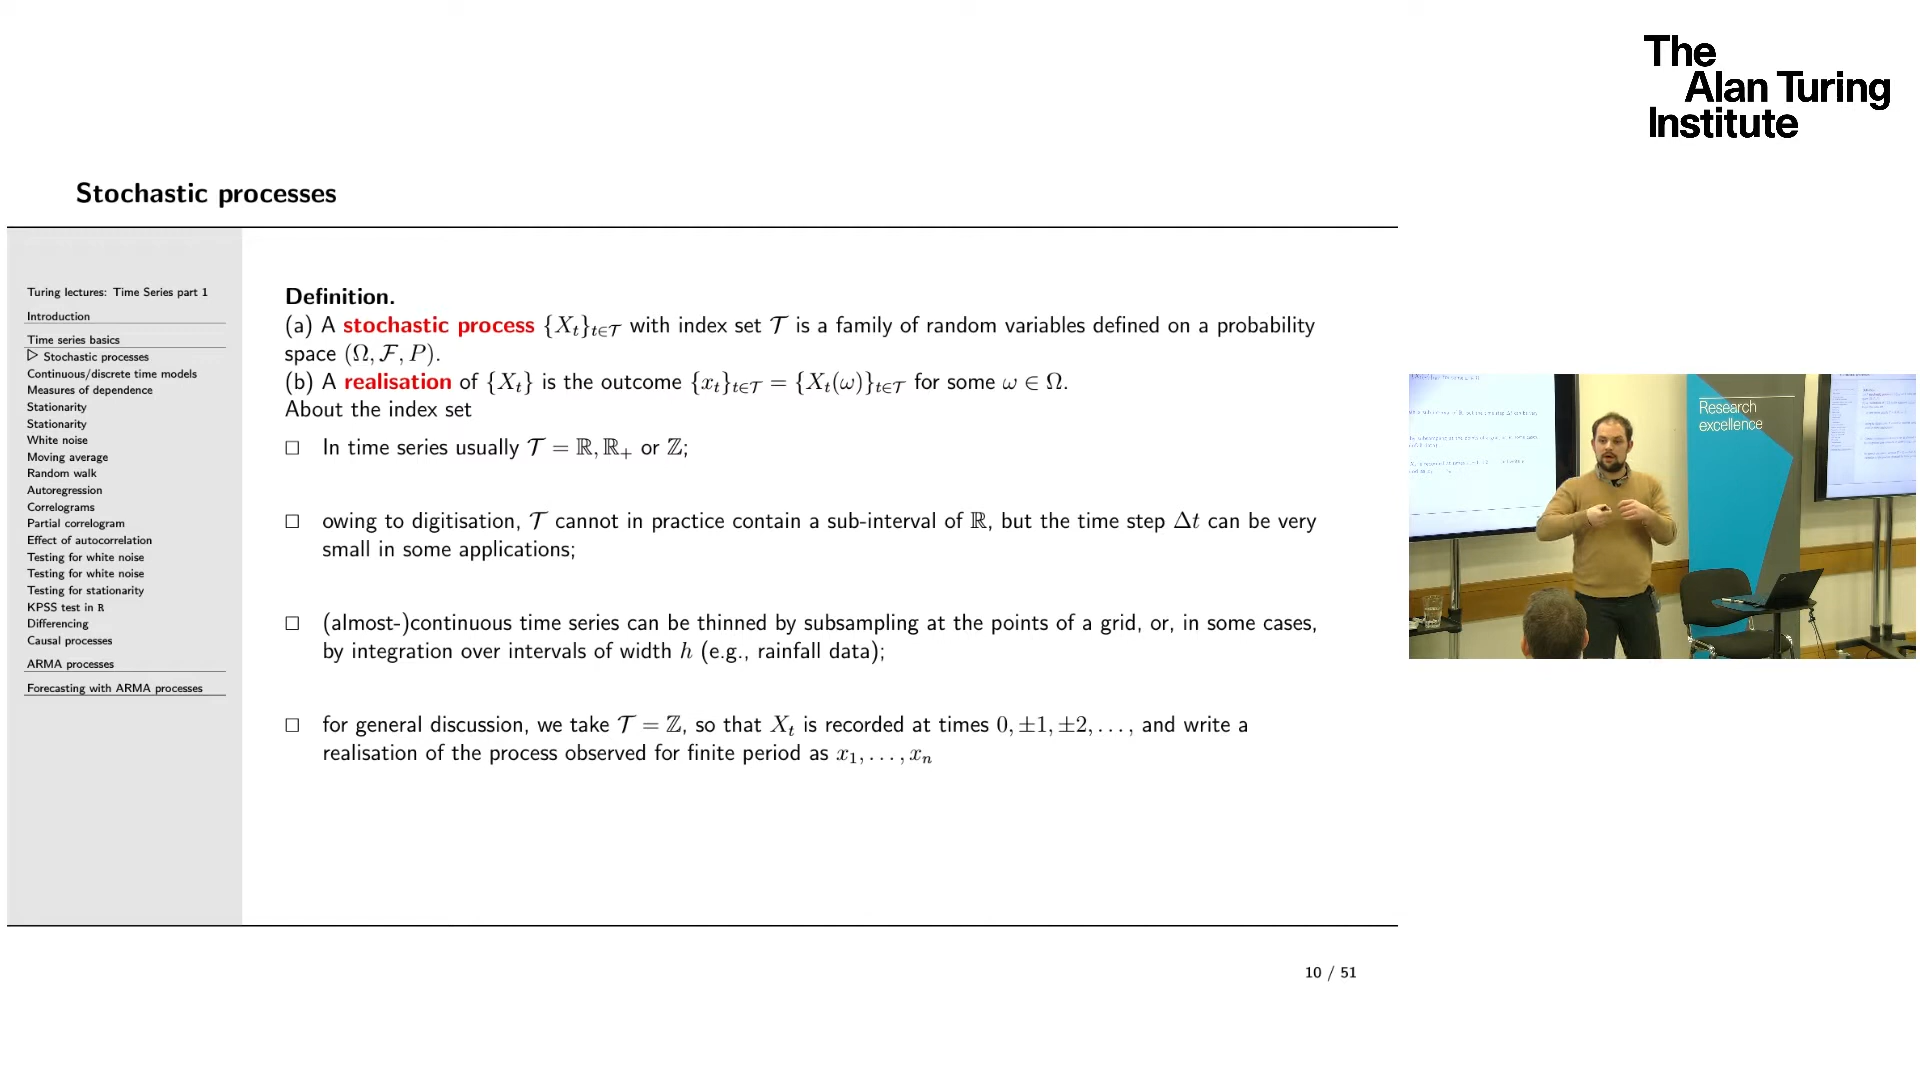 The
Alan Turing
Institute
Stochastic processes
Turing lectures: Time Series part 1
Introduction
Time series basics
▷ Stochastic processes
Continuous/discrete time models
Measures of dependence
Stationarity
Stationarity
White noise
Moving average
Random walk
Autoregression
Correlograms
Partial correlogram
Effect of autocorrelation
Testing for white noise
Testing for white noise
Testing for stationarity
KPSS test in R
Differencing
Causal processes
ARMA processes
Forecasting with ARMA processes
Definition.
(a) A stochastic process {X_t}_{t∈𝒯} with index set 𝒯 is a family of random variables defined on a probability
space (Ω, ℱ, P).
(b) A realisation of {X_t} is the outcome {x_t}_{t∈𝒯} = {X_t(ω)}_{t∈𝒯} for some ω ∈ Ω.
About the index set
□ In time series usually 𝒯 = ℝ, ℝ₊ or ℤ;
□ owing to digitisation, 𝒯 cannot in practice contain a sub-interval of ℝ, but the time step Δt can be very
small in some applications;
□ (almost-)continuous time series can be thinned by subsampling at the points of a grid, or, in some cases,
by integration over intervals of width h (e.g., rainfall data);
□ for general discussion, we take 𝒯 = ℤ, so that X_t is recorded at times 0, ±1, ±2, . . . , and write a
realisation of the process observed for finite period as x₁, . . . , x_n
10 / 51
Research
excellence